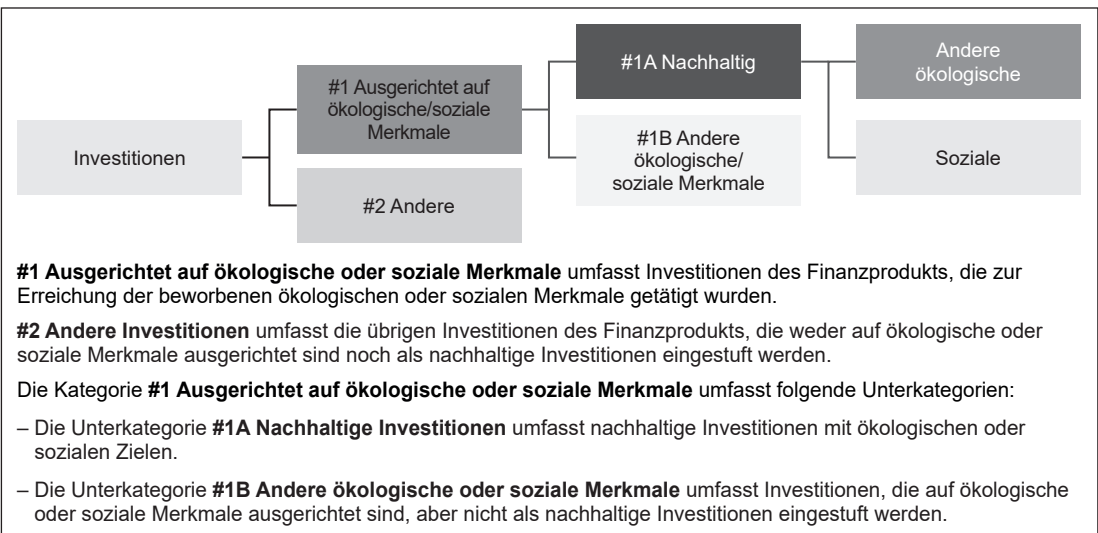 Investitionen
#1 Ausgerichtet auf
ökologische/soziale
Merkmale
#2 Andere
#1A Nachhaltig
#1B Andere
ökologische/
soziale Merkmale
Andere
ökologische
Soziale
#1 Ausgerichtet auf ökologische oder soziale Merkmale umfasst Investitionen des Finanzprodukts, die zur
Erreichung der beworbenen ökologischen oder sozialen Merkmale getätigt wurden.
#2 Andere Investitionen umfasst die übrigen Investitionen des Finanzprodukts, die weder auf ökologische oder
soziale Merkmale ausgerichtet sind noch als nachhaltige Investitionen eingestuft werden.
Die Kategorie #1 Ausgerichtet auf ökologische oder soziale Merkmale umfasst folgende Unterkategorien:
– Die Unterkategorie #1A Nachhaltige Investitionen umfasst nachhaltige Investitionen mit ökologischen oder
sozialen Zielen.
– Die Unterkategorie #1B Andere ökologische oder soziale Merkmale umfasst Investitionen, die auf ökologische
oder soziale Merkmale ausgerichtet sind, aber nicht als nachhaltige Investitionen eingestuft werden.